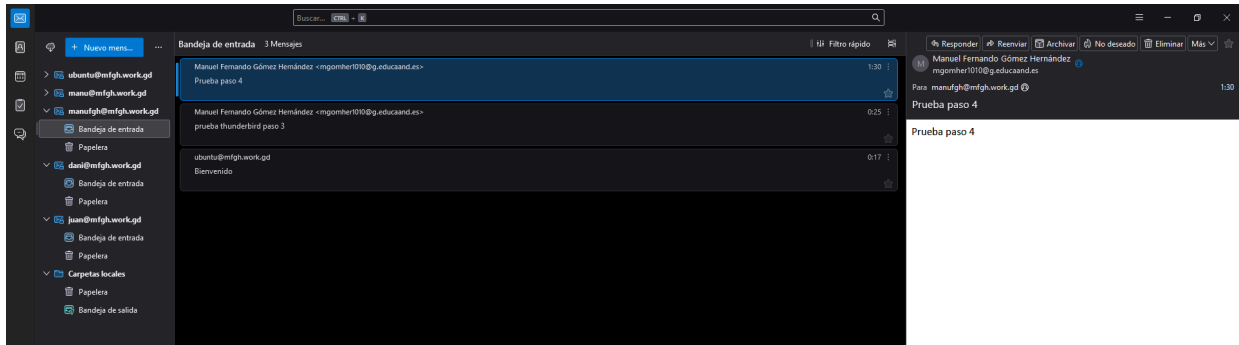 Buscar... CTRL + K
+ Nuevo mens... ...
ubuntu@mfgh.work.gd
manu@mfgh.work.gd
manufgh@mfgh.work.gd
Bandeja de entrada
Papelera
dani@mfgh.work.gd
Bandeja de entrada
Papelera
juan@mfgh.work.gd
Bandeja de entrada
Papelera
Carpetas locales
Papelera
Bandeja de salida
Bandeja de entrada 3 Mensajes Filtro rápido
Manuel Fernando Gómez Hernández <mgomher1010@g.educaand.es> 1:30
Prueba paso 4
Manuel Fernando Gómez Hernández <mgomher1010@g.educaand.es> 0:25
prueba thunderbird paso 3
ubuntu@mfgh.work.gd 0:17
Bienvenido
Responder Reenviar Archivar No deseado Eliminar Más
M Manuel Fernando Gómez Hernández
mgomher1010@g.educaand.es
Para manufgh@mfgh.work.gd 1:30
Prueba paso 4
Prueba paso 4